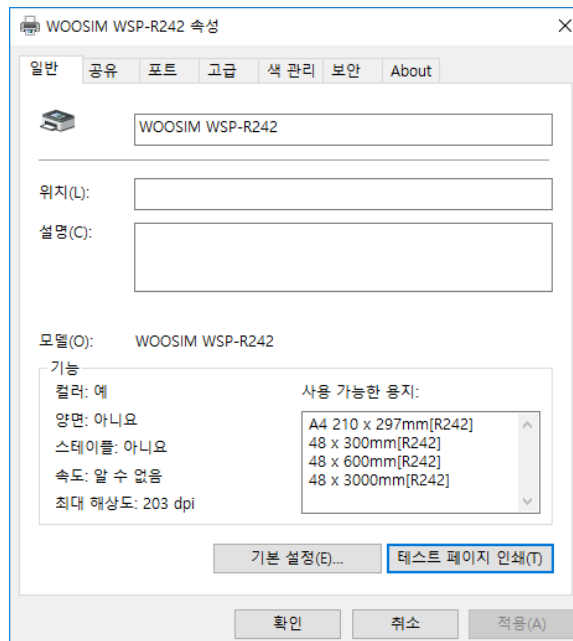 WOOSIM WSP-R242 속성
일반 공유 포트 고급 색 관리 보안 About
WOOSIM WSP-R242
위치(L):
설명(C):
모델(O): WOOSIM WSP-R242
기능
컬러: 예
양면: 아니요
스테이플: 아니요
속도: 알 수 없음
최대 해상도: 203 dpi
사용 가능한 용지:
A4 210 x 297mm[R242]
48 x 300mm[R242]
48 x 600mm[R242]
48 x 3000mm[R242]
기본 설정(E)... 테스트 페이지 인쇄(T)
확인 취소 적용(A)